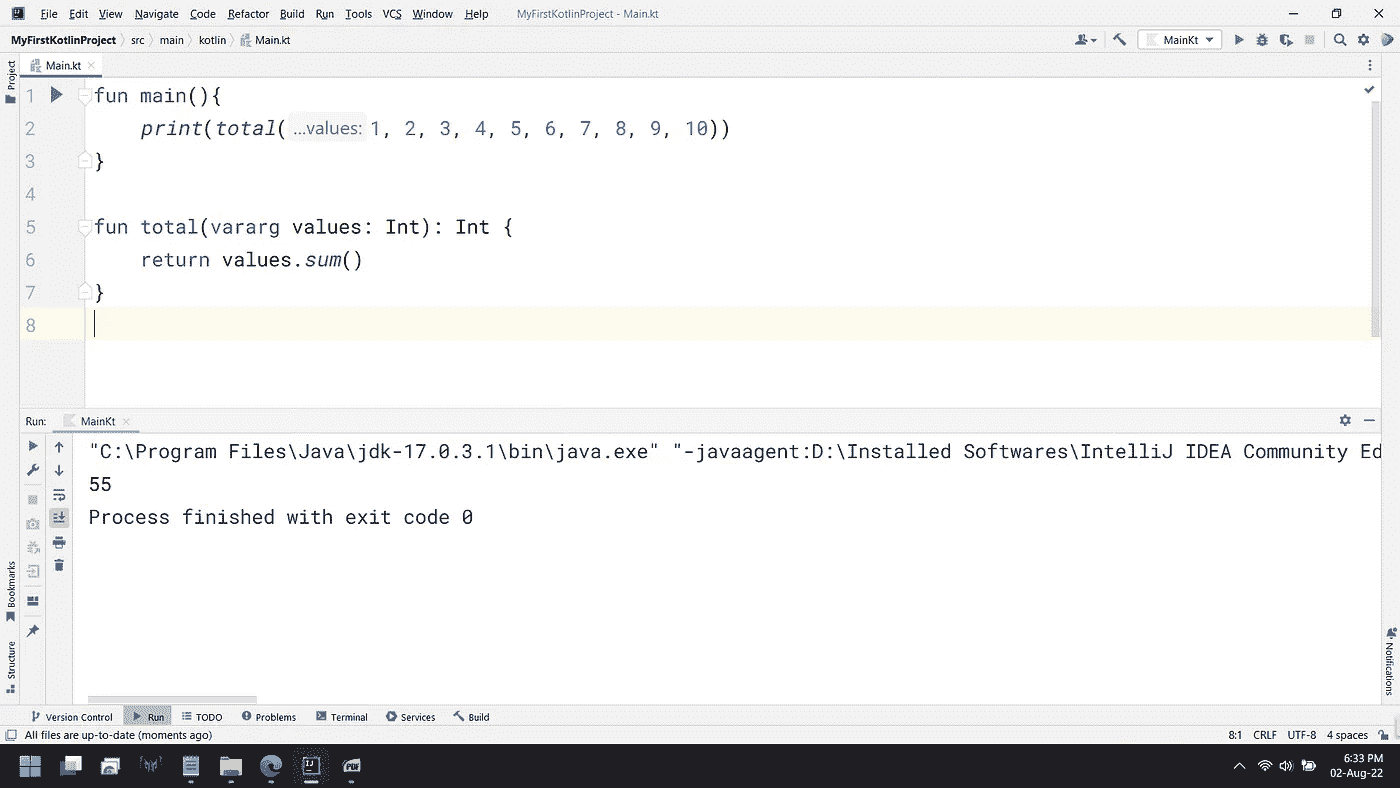 File Edit View Navigate Code Refactor Build Run Tools VCS Window Help MyFirstKotlinProject - Main.kt
MyFirstKotlinProject src main kotlin Main.kt MainKt
Project
Main.kt
1 fun main(){
2 print(total( ...values: 1, 2, 3, 4, 5, 6, 7, 8, 9, 10))
3 }
4
5 fun total(vararg values: Int): Int {
6 return values.sum()
7 }
8
Run: MainKt
"C:\Program Files\Java\jdk-17.0.3.1\bin\java.exe" "-javaagent:D:\Installed Softwares\IntelliJ IDEA Community Ed
55
Process finished with exit code 0
Bookmarks
Structure
Notifications
Version Control Run TODO Problems Terminal Services Build
All files are up-to-date (moments ago) 8:1 CRLF UTF-8 4 spaces
IJ PDF 6:33 PM
02-Aug-22